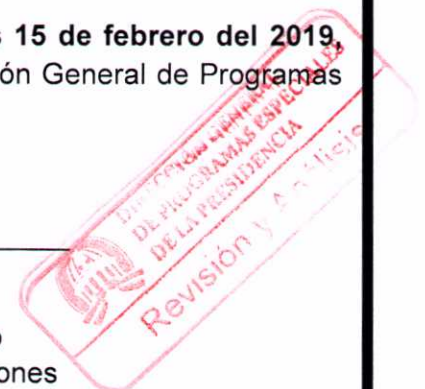 s 15 de febrero del 2019,
ón General de Programas
DIRECCIÓN GENERAL
DE PROGRAMAS ESPECIALES
DE LA PRESIDENCIA
Revisión y Análisis
o
ones